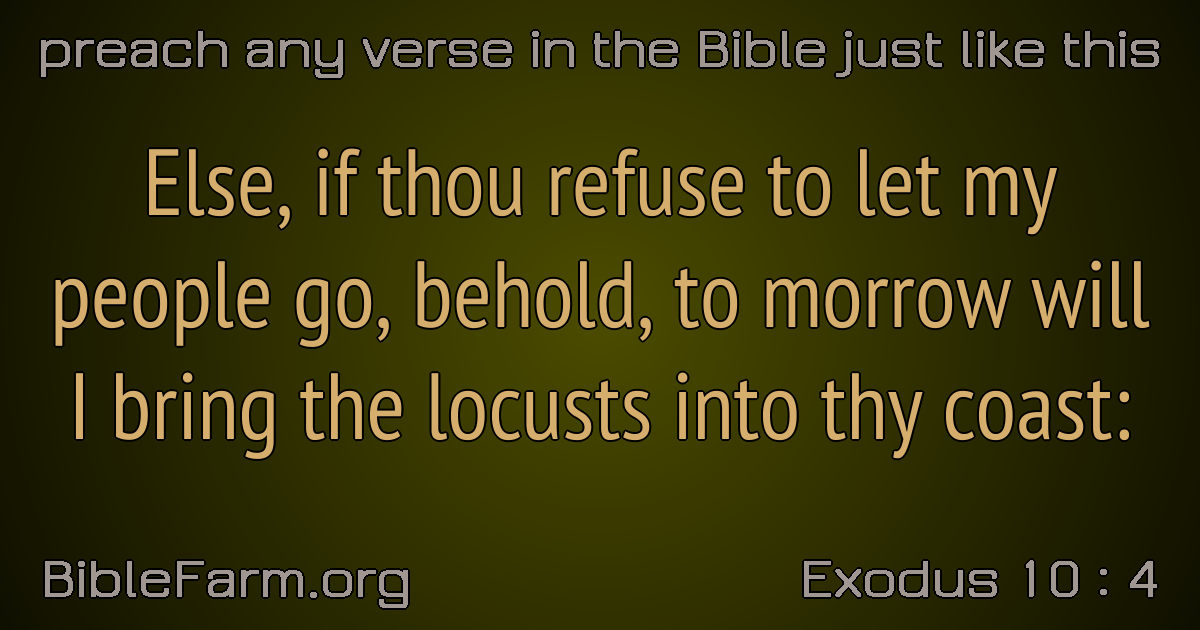 preach any verse in the Bible just like this
Else, if thou refuse to let my
people go, behold, to morrow will
I bring the locusts into thy coast:
BibleFarm.org
Exodus 10 : 4